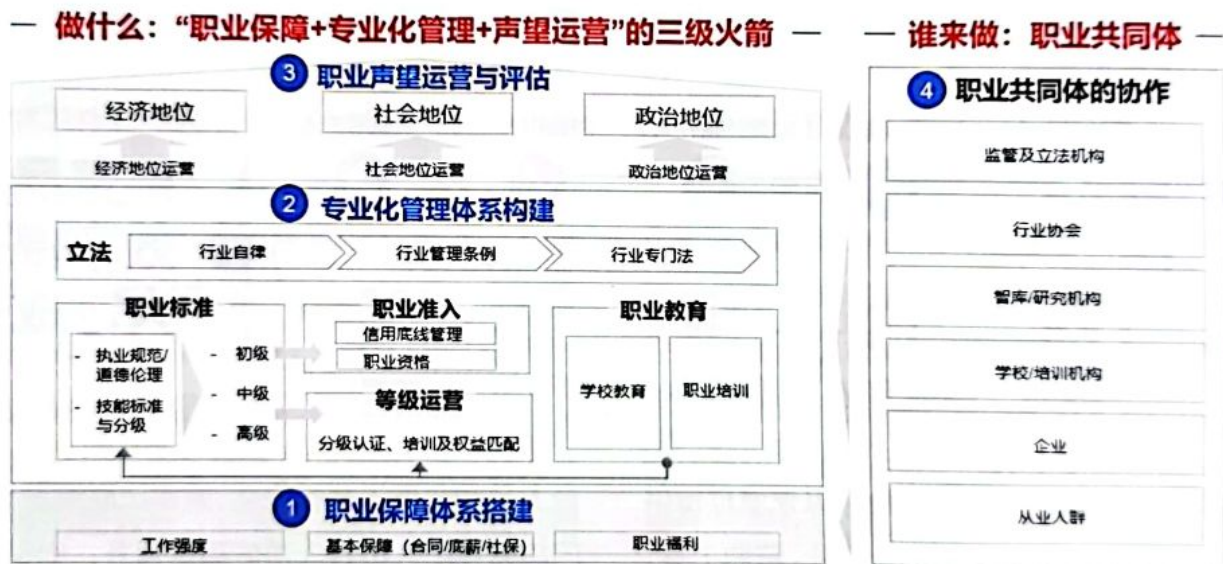 做什么：“职业保障+专业化管理+声望运营”的三级火箭
3 职业声望运营与评估
经济地位
社会地位
政治地位
经济地位运营
社会地位运营
政治地位运营
2 专业化管理体系构建
立法
行业自律
行业管理条例
行业专门法
职业标准
- 执业规范/
道德伦理
- 技能标准
与分级
- 初级
- 中级
- 高级
职业准入
信用底线管理
职业资格
等级运营
分级认证、培训及权益匹配
职业教育
学校教育
职业培训
1 职业保障体系搭建
工作强度
基本保障（合同/底薪/社保）
职业福利
谁来做：职业共同体
4 职业共同体的协作
监管及立法机构
行业协会
智库/研究机构
学校/培训机构
企业
从业人群